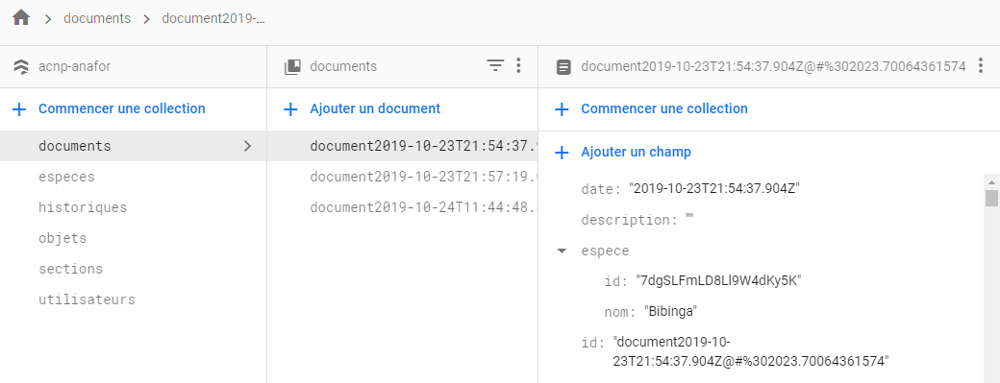 documents
document2019-...
acnp-anafor
documents
document2019-10-23T21:54:37.904Z@#%302023.70064361574
Commencer une collection
Ajouter un document
Commencer une collection
documents
especes
historiques
objets
sections
utilisateurs
document2019-10-23T21:54:37.
document2019-10-23T21:57:19.
document2019-10-24T11:44:48.
Ajouter un champ
date: "2019-10-23T21:54:37.904Z"
description: ""
espece
id: "7dgSLFmLD8Ll9W4dKy5K"
nom: "Bibinga"
id: "document2019-10-
23T21:54:37.904Z@#%302023.70064361574"